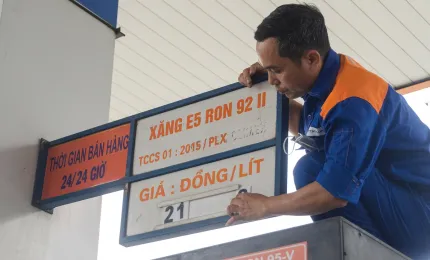 THỜI GIAN BÁN HÀNG
24/24 GIỜ
XĂNG E5 RON 92 II
TCCS 01 : 2015 / PLX
GIÁ : ĐỒNG/LÍT
21